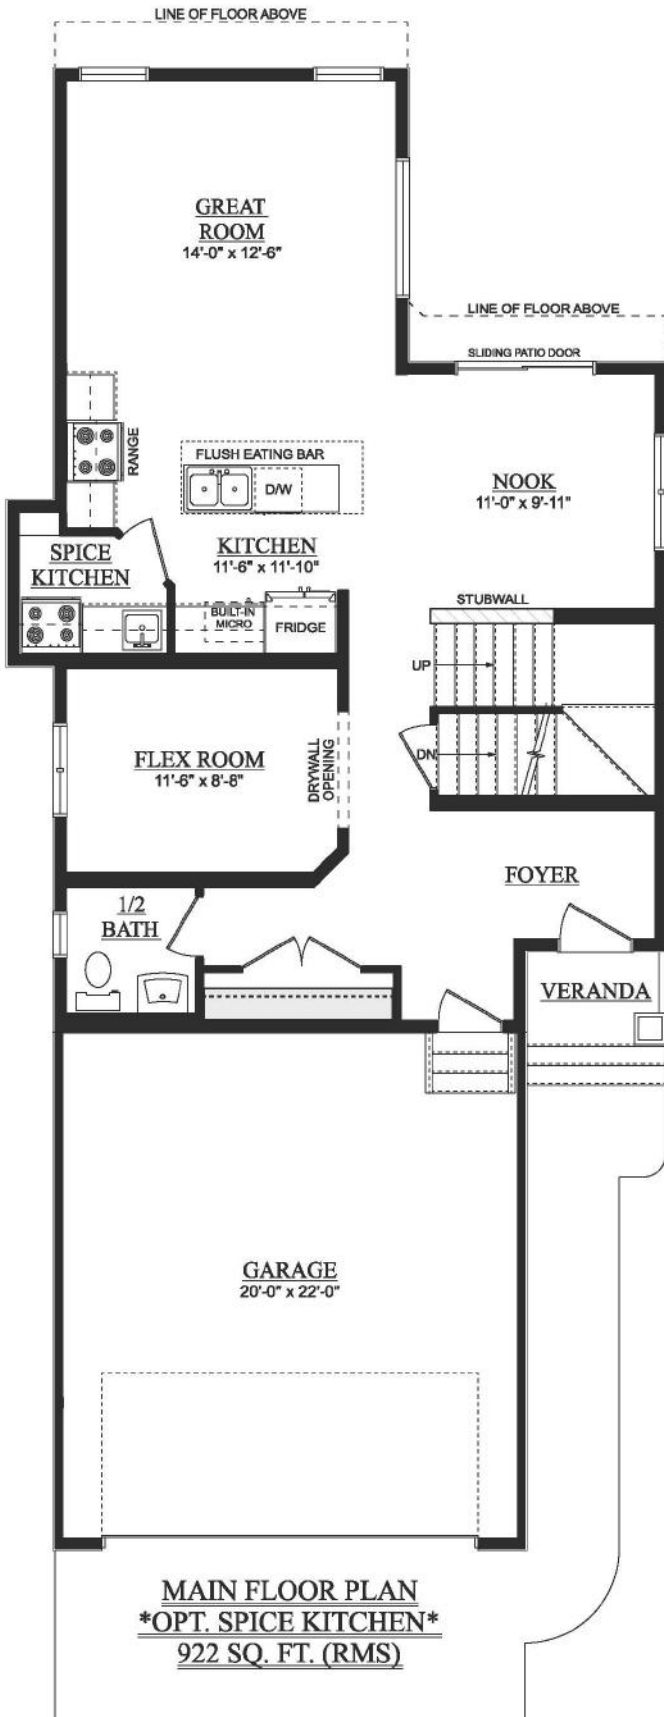 LINE OF FLOOR ABOVE
GREAT
ROOM
14'-0" x 12'-6"
LINE OF FLOOR ABOVE
SLIDING PATIO DOOR
RANGE
FLUSH EATING BAR
D/W
NOOK
11'-0" x 9'-11"
KITCHEN
11'-6" x 11'-10"
SPICE
KITCHEN
BUILT-IN
MICRO
FRIDGE
STUBWALL
UP
DN
FLEX ROOM
11'-6" x 8'-8"
DRYWALL
OPENING
FOYER
1/2
BATH
VERANDA
GARAGE
20'-0" x 22'-0"
MAIN FLOOR PLAN
*OPT. SPICE KITCHEN*
922 SQ. FT. (RMS)